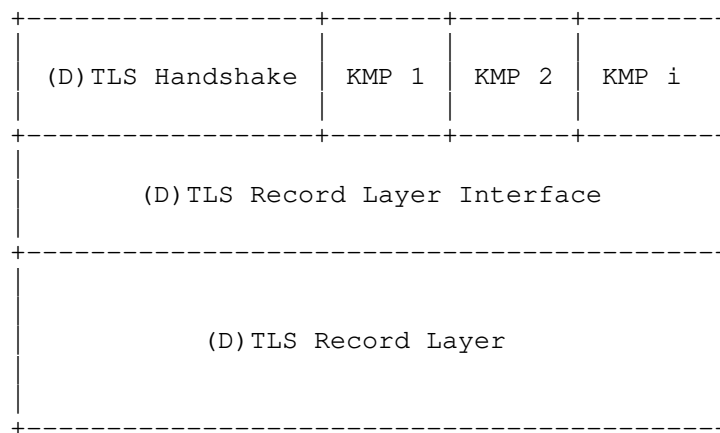 (D)TLS Handshake KMP 1 KMP 2 KMP i
(D)TLS Record Layer Interface
(D)TLS Record Layer